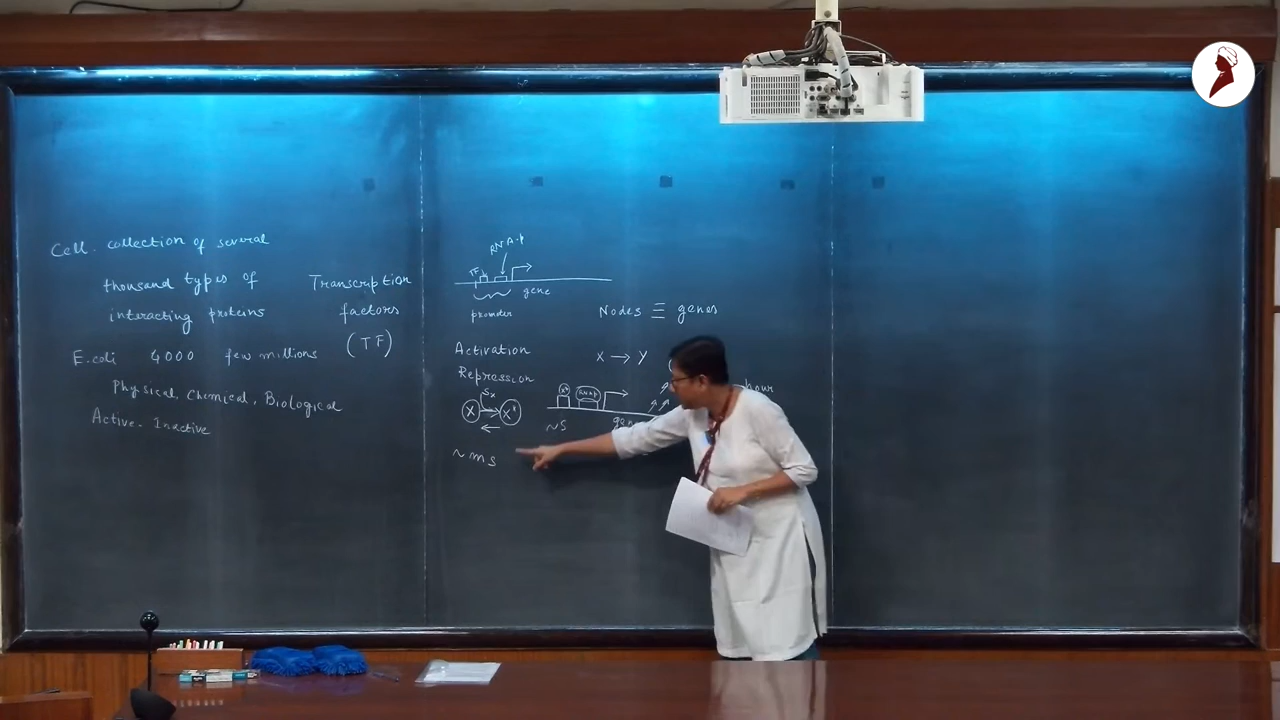 Cell. collection of several
thousand types of
interacting proteins
Transcription
factors
(TF)
E.coli 4000 few millions
Physical, Chemical, Biological
Active - Inactive
RNA-p
TF
gene
promoter
Nodes ≡ genes
Activation
Repression
X → Y
Sx
X X*
~ms
X* RNAp
~S
hour